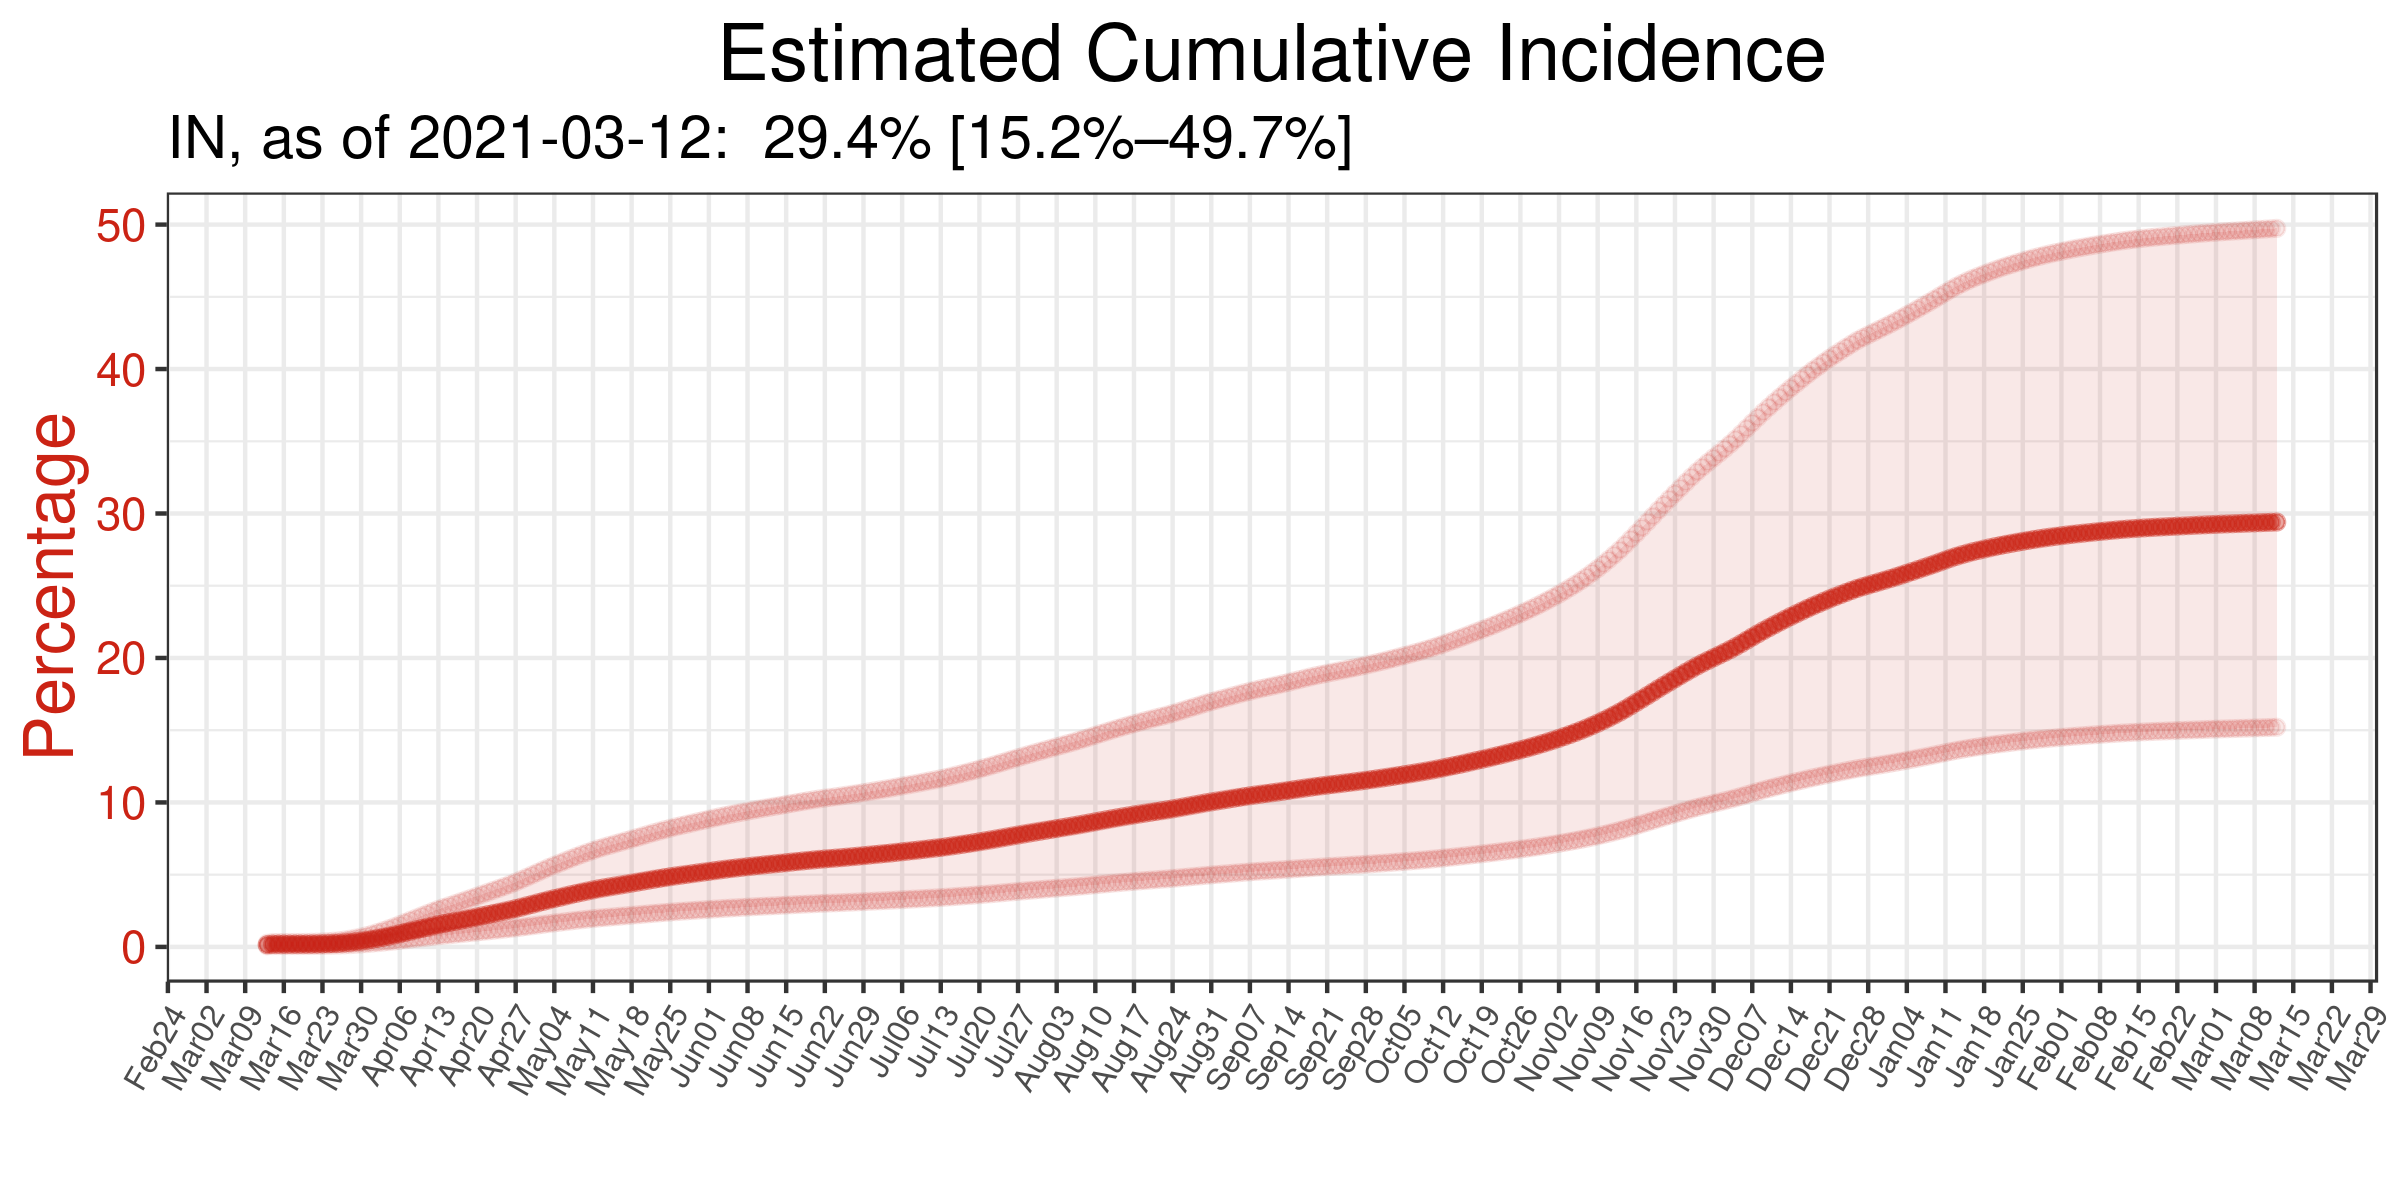 Estimated Cumulative Incidence
IN, as of 2021-03-12:  29.4% [15.2%–49.7%]
Percentage
50
40
30
20
10
0
Feb24
Mar02
Mar09
Mar16
Mar23
Mar30
Apr06
Apr13
Apr20
Apr27
May04
May11
May18
May25
Jun01
Jun08
Jun15
Jun22
Jun29
Jul06
Jul13
Jul20
Jul27
Aug03
Aug10
Aug17
Aug24
Aug31
Sep07
Sep14
Sep21
Sep28
Oct05
Oct12
Oct19
Oct26
Nov02
Nov09
Nov16
Nov23
Nov30
Dec07
Dec14
Dec21
Dec28
Jan04
Jan11
Jan18
Jan25
Feb01
Feb08
Feb15
Feb22
Mar01
Mar08
Mar15
Mar22
Mar29